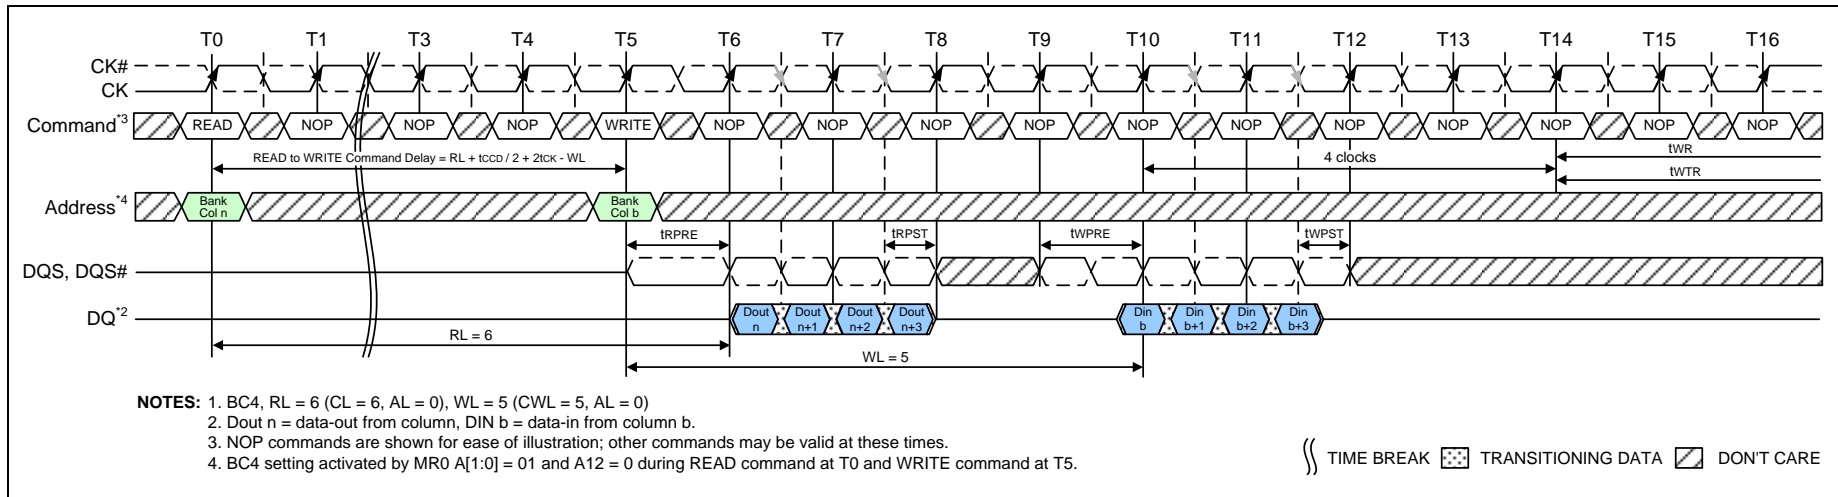 T0 T1 T3 T4 T5 T6 T7 T8 T9 T10 T11 T12 T13 T14 T15 T16
CK#
CK
Command*3 READ NOP NOP NOP WRITE NOP NOP NOP NOP NOP NOP NOP NOP NOP NOP NOP
READ to WRITE Command Delay = RL + tCCD / 2 + 2tCK - WL
4 clocks
tWR
tWTR
Address*4
Bank
Col n
Bank
Col b
tRPRE tRPST tWPRE tWPST
DQS, DQS#
DQ*2
Dout
n
Dout
n+1
Dout
n+2
Dout
n+3
Din
b
Din
b+1
Din
b+2
Din
b+3
RL = 6
WL = 5
NOTES: 1. BC4, RL = 6 (CL = 6, AL = 0), WL = 5 (CWL = 5, AL = 0)
2. Dout n = data-out from column, DIN b = data-in from column b.
3. NOP commands are shown for ease of illustration; other commands may be valid at these times.
4. BC4 setting activated by MR0 A[1:0] = 01 and A12 = 0 during READ command at T0 and WRITE command at T5.
TIME BREAK TRANSITIONING DATA DON'T CARE